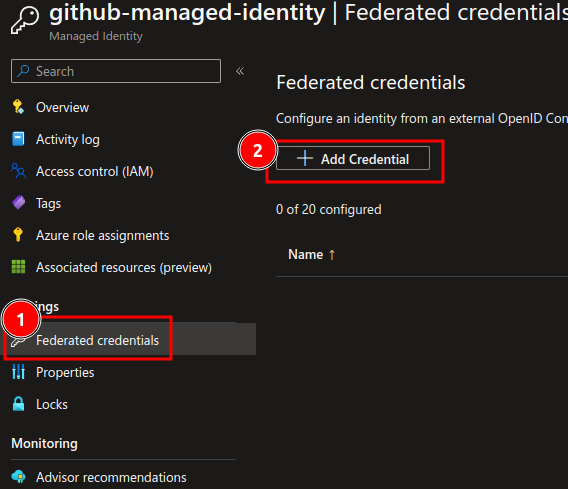 github-managed-identity | Federated credentials
Managed Identity
Search
Overview
Activity log
Access control (IAM)
Tags
Azure role assignments
Associated resources (preview)
ings
1
Federated credentials
Properties
Locks
Monitoring
Advisor recommendations
Federated credentials
Configure an identity from an external OpenID Con
2
+ Add Credential
0 of 20 configured
Name ↑